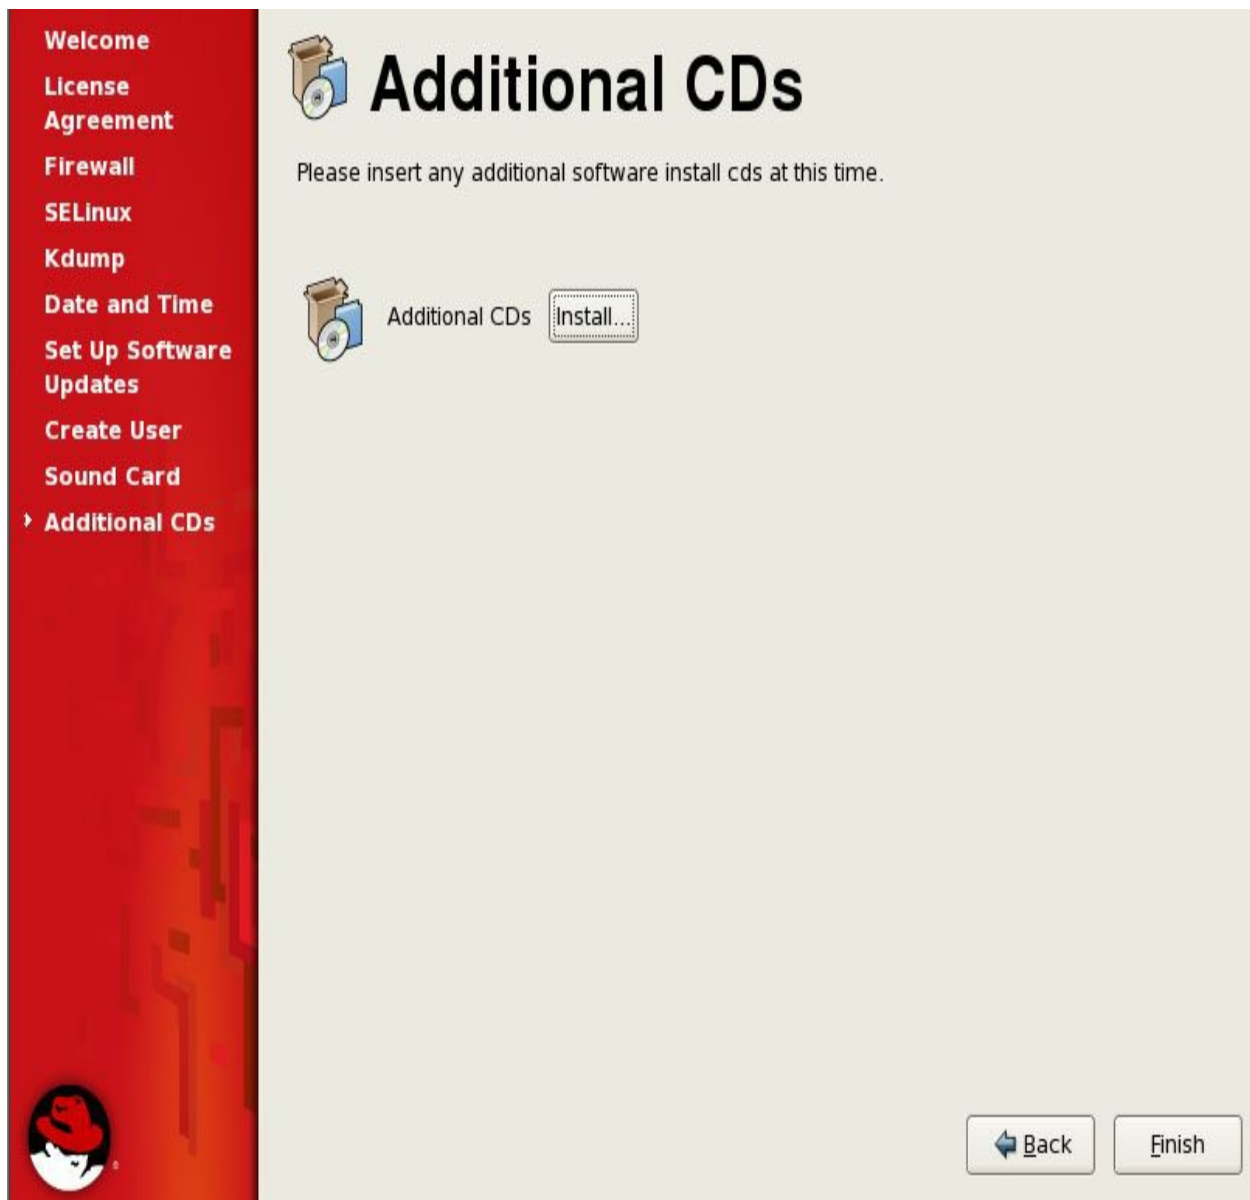 Welcome
License
Agreement
Firewall
SELinux
Kdump
Date and Time
Set Up Software
Updates
Create User
Sound Card
Additional CDs
Additional CDs
Please insert any additional software install cds at this time.
Additional CDs Install...
Back Finish